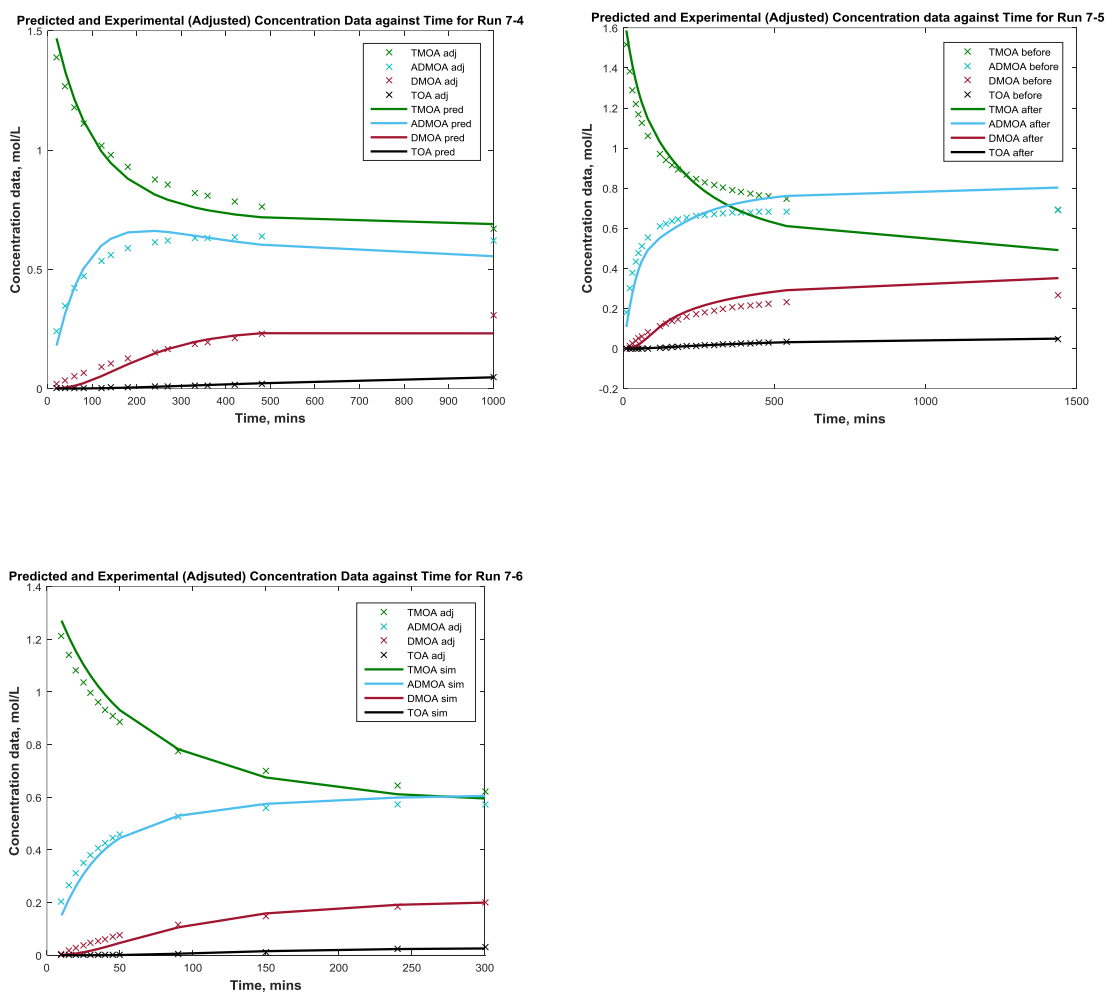 Predicted and Experimental (Adjusted) Concentration Data against Time for Run 7-4
1.5
1
0.5
0
Concentration data, mol/L
TMOA adj
ADMOA adj
DMOA adj
TOA adj
TMOA pred
ADMOA pred
DMOA pred
TOA pred
0 100 200 300 400 500 600 700 800 900 1000
Time, mins
Predicted and Experimental (Adjusted) Concentration data against Time for Run 7-5
1.6
1.4
1.2
1
0.8
0.6
0.4
0.2
0
-0.2
Concentration data, mol/L
TMOA before
ADMOA before
DMOA before
TOA before
TMOA after
ADMOA after
DMOA after
TOA after
0 500 1000 1500
Time, mins
Predicted and Experimental (Adjsuted) Concentration Data against Time for Run 7-6
1.4
1.2
1
0.8
0.6
0.4
0.2
0
Concentration data, mol/L
TMOA adj
ADMOA adj
DMOA adj
TOA adj
TMOA sim
ADMOA sim
DMOA sim
TOA sim
0 50 100 150 200 250 300
Time, mins